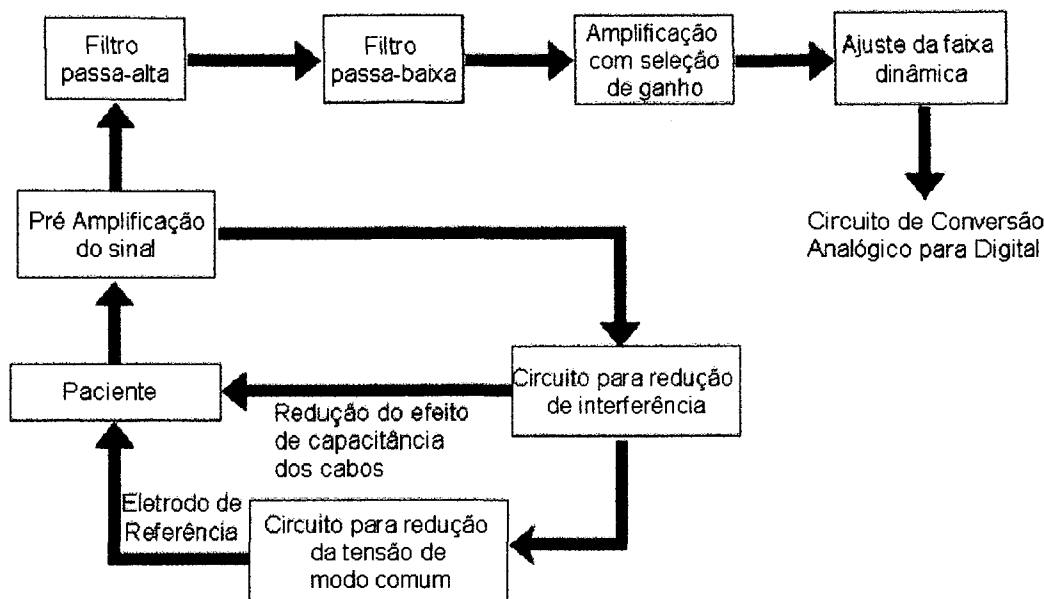 Filtro
passa-alta
Filtro
passa-baixa
Amplificação
com seleção
de ganho
Ajuste da faixa
dinâmica
Pré Amplificação
do sinal
Circuito de Conversão
Analógico para Digital
Paciente
Circuito para redução
de interferência
Redução do efeito
de capacitância
dos cabos
Eletrodo de
Referência
Circuito para redução
da tensão de
modo comum